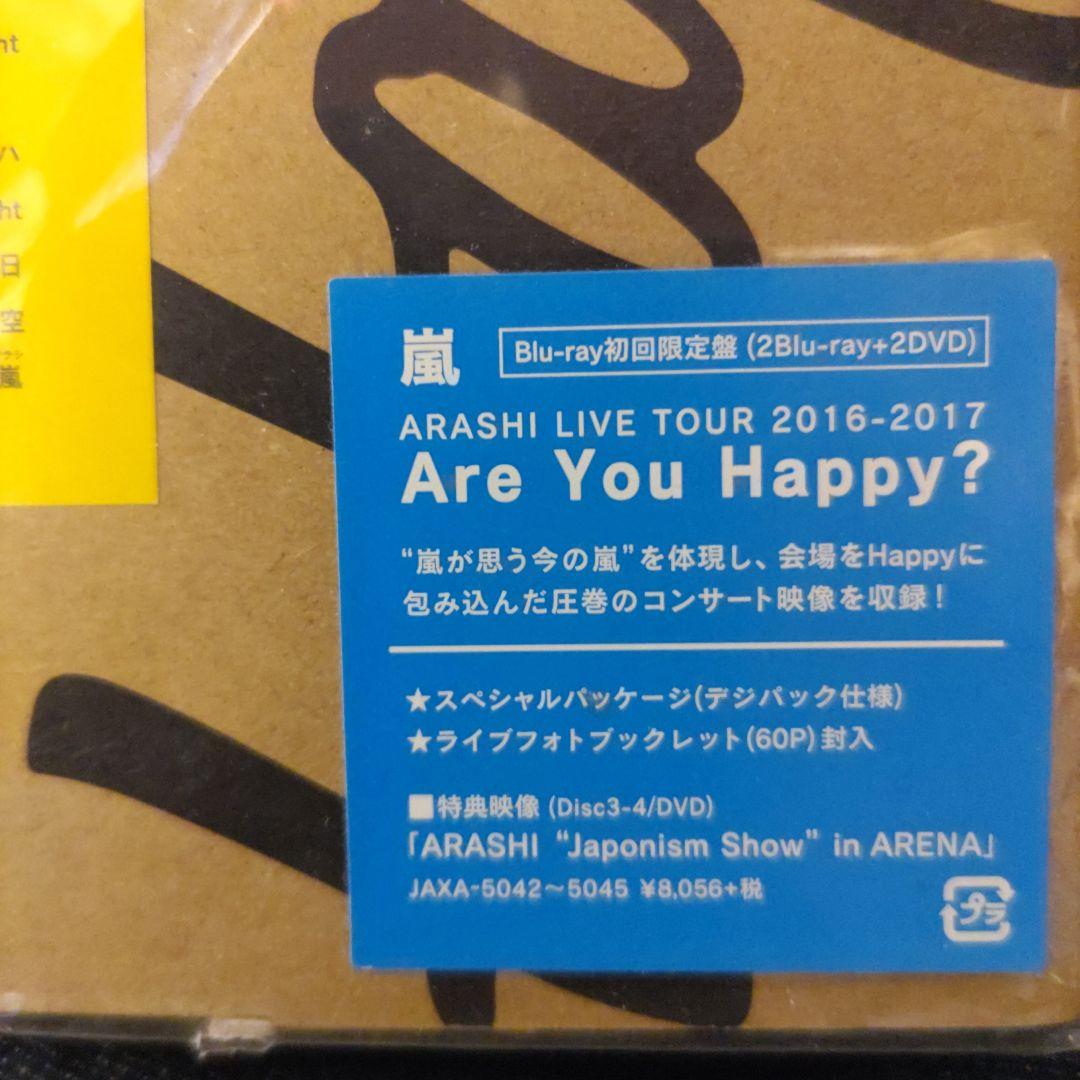 ht
ハ
ht
日
空
嵐
嵐 Blu-ray初回限定盤 (2Blu-ray+2DVD)
ARASHI LIVE TOUR 2016-2017
Are You Happy?
“嵐が思う今の嵐”を体現し、会場をHappyに
包み込んだ圧巻のコンサート映像を収録！
★スペシャルパッケージ(デジパック仕様)
★ライブフォトブックレット(60P)封入
■特典映像 (Disc3-4/DVD)
「ARASHI “Japonism Show” in ARENA」
JAXA-5042～5045 ¥8,056+税
プラ